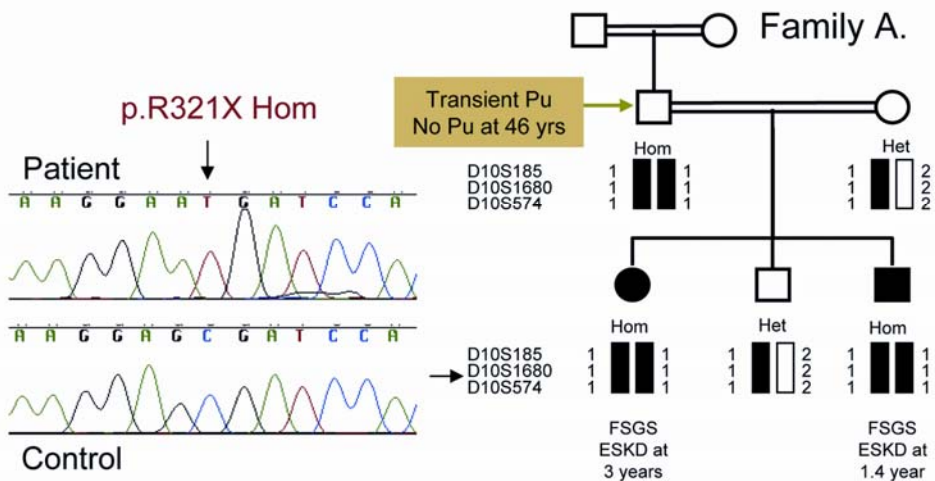 Family A.
p.R321X Hom
Transient Pu
No Pu at 46 yrs
Patient
A A G G A A T G A T C C A
Hom
Het
D10S185 1 1 1 2
D10S1680 1 1 1 2
D10S574 1 1 1 2
A A G G A G C G A T C C A
Control
Hom Het Hom
D10S185 1 1 1 2 1 1
D10S1680 1 1 1 2 1 1
D10S574 1 1 1 2 1 1
FSGS
ESKD at
3 years
FSGS
ESKD at
1.4 year